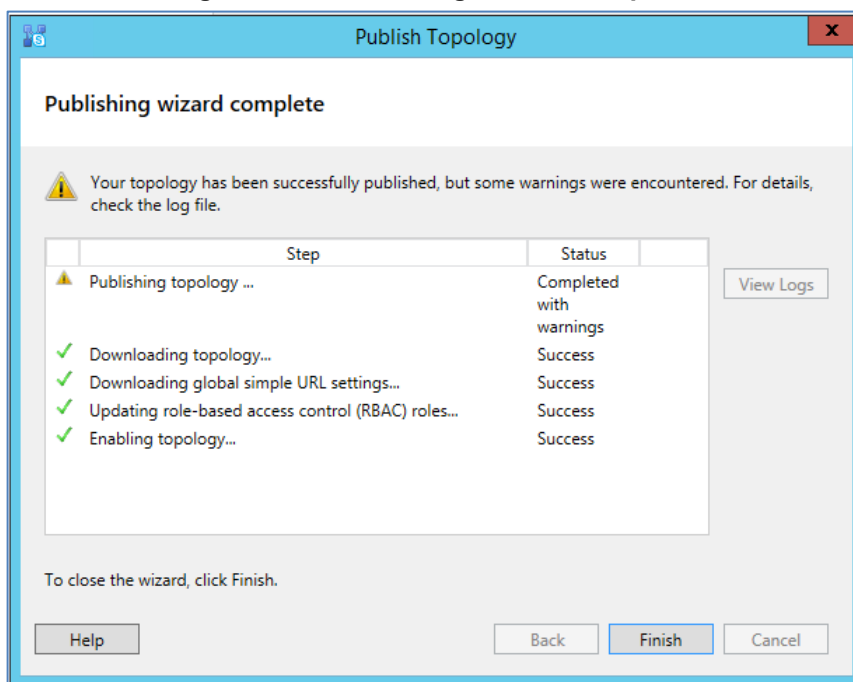 Publish Topology
x
Publishing wizard complete
Your topology has been successfully published, but some warnings were encountered. For details,
check the log file.
Step Status
Publishing topology ... Completed
with
warnings
View Logs
Downloading topology... Success
Downloading global simple URL settings... Success
Updating role-based access control (RBAC) roles... Success
Enabling topology... Success
To close the wizard, click Finish.
Help Back Finish Cancel